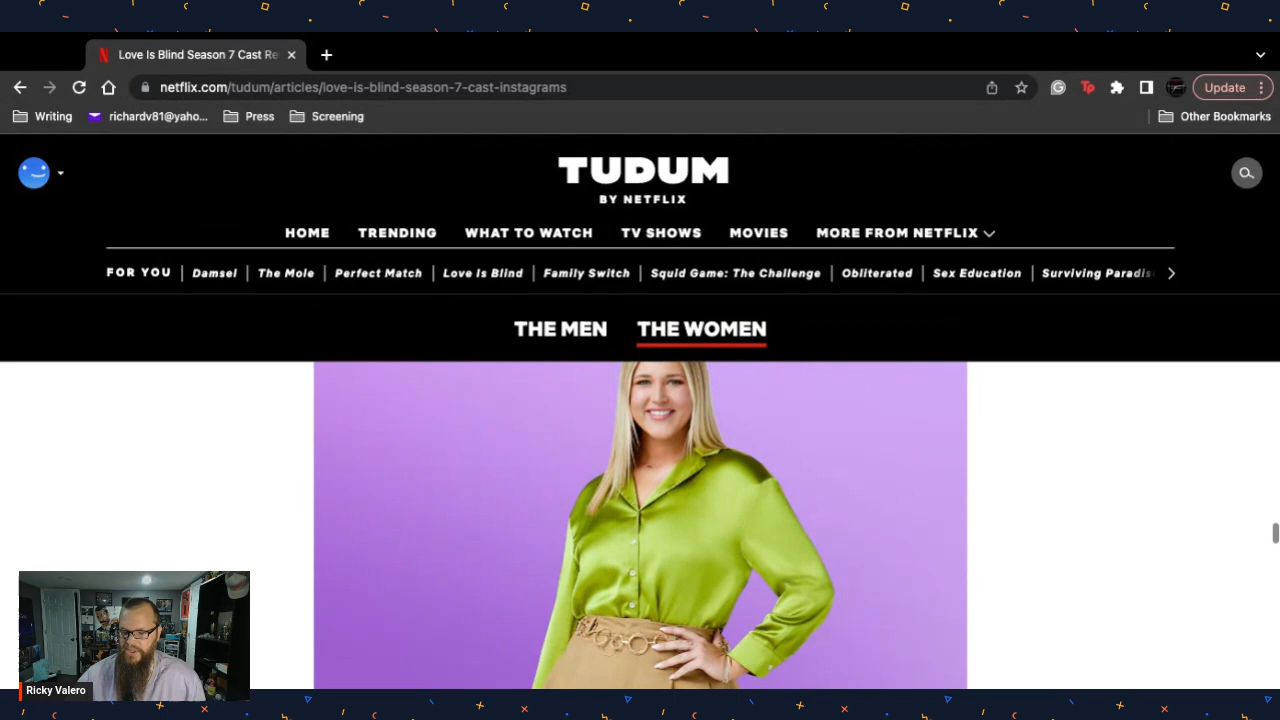 Love Is Blind Season 7 Cast Re
netflix.com/tudum/articles/love-is-blind-season-7-cast-instagrams
Update
Writing richardv81@yaho... Press Screening Other Bookmarks
TUDUM
BY NETFLIX
HOME TRENDING WHAT TO WATCH TV SHOWS MOVIES MORE FROM NETFLIX
FOR YOU Damsel The Mole Perfect Match Love Is Blind Family Switch Squid Game: The Challenge Obliterated Sex Education Surviving Paradis
THE MEN THE WOMEN
Ricky Valero